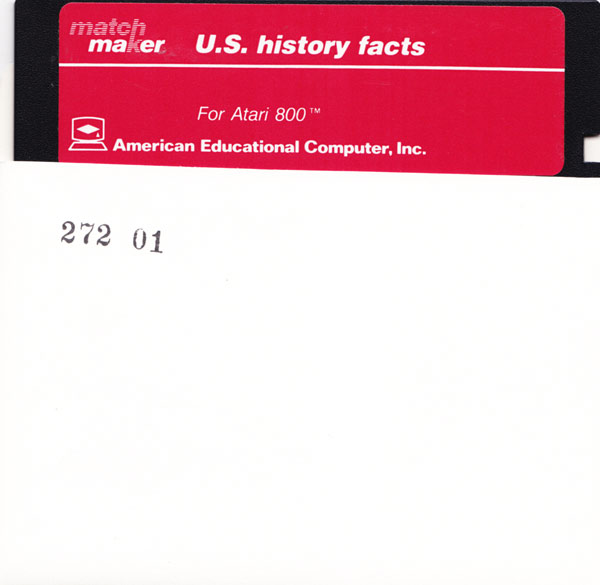 match
maker. U.S. history facts
For Atari 800™
American Educational Computer, Inc.
272 01